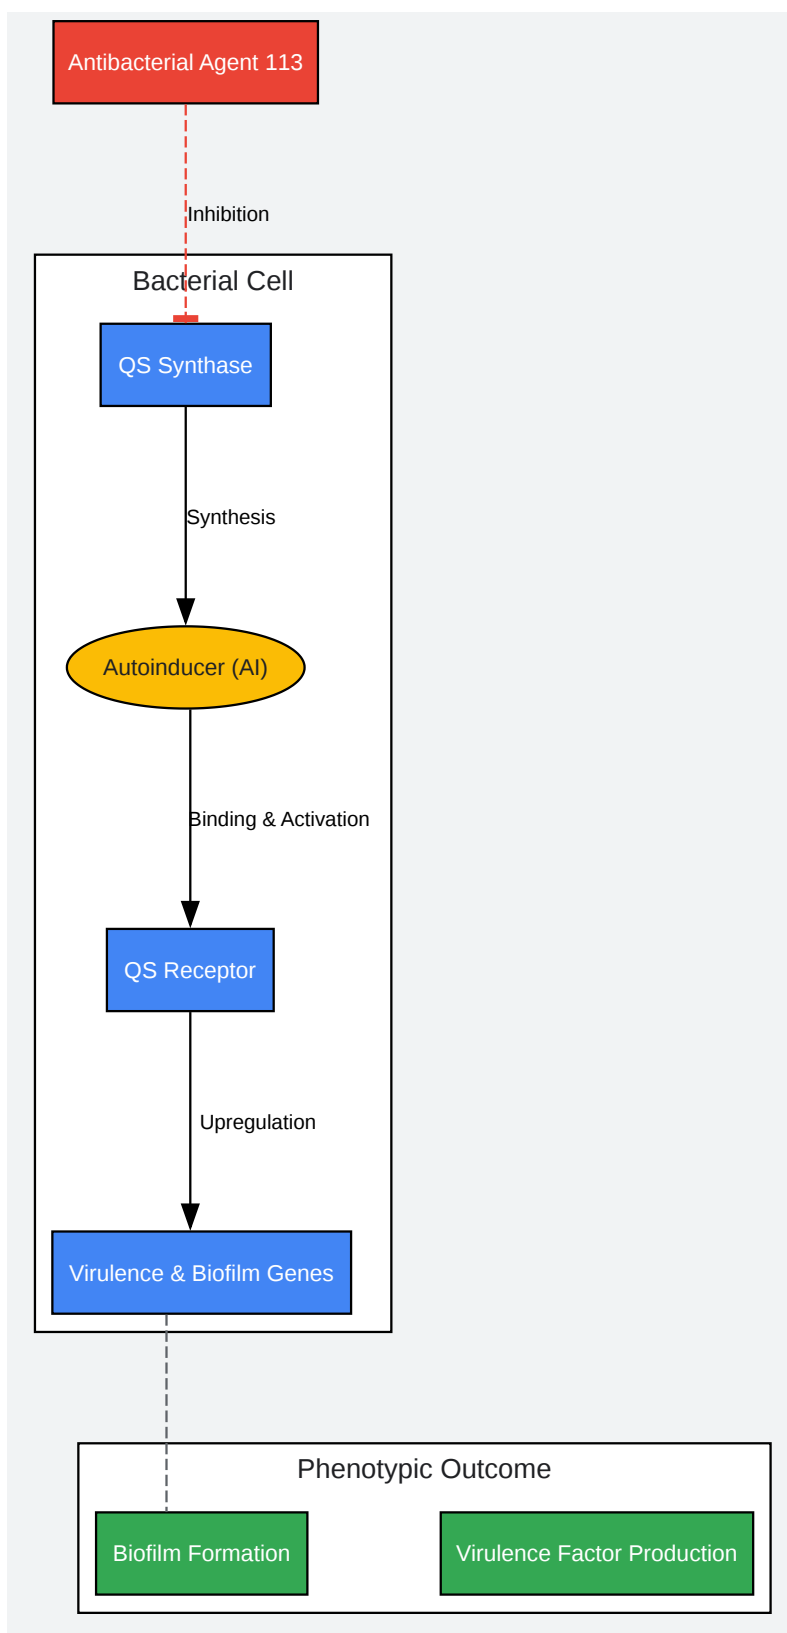 Antibacterial Agent 113
Inhibition
Bacterial Cell
QS Synthase
Synthesis
Autoinducer (AI)
Binding & Activation
QS Receptor
Upregulation
Virulence & Biofilm Genes
Phenotypic Outcome
Biofilm Formation
Virulence Factor Production